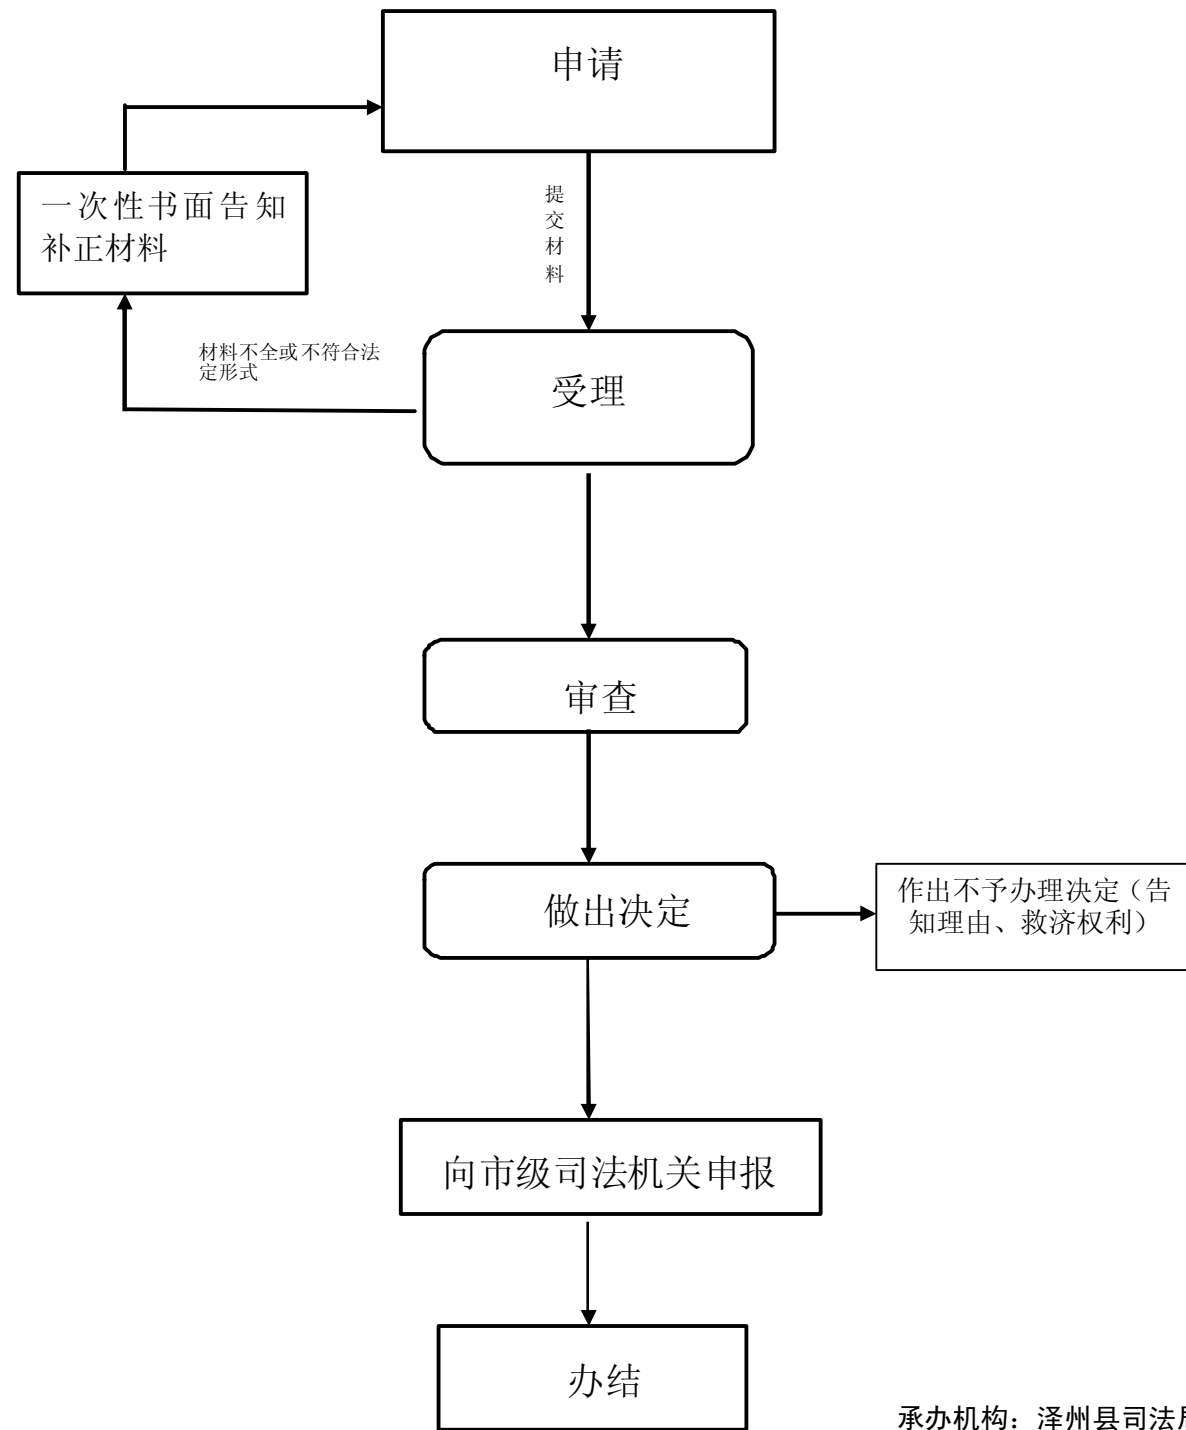 申请
一次性书面告知
补正材料
提交材料
材料不全或不符合法
定形式
受理
审查
做出决定
作出不予办理决定（告
知理由、救济权利）
向市级司法机关申报
办结
承办机构：泽州县司法局